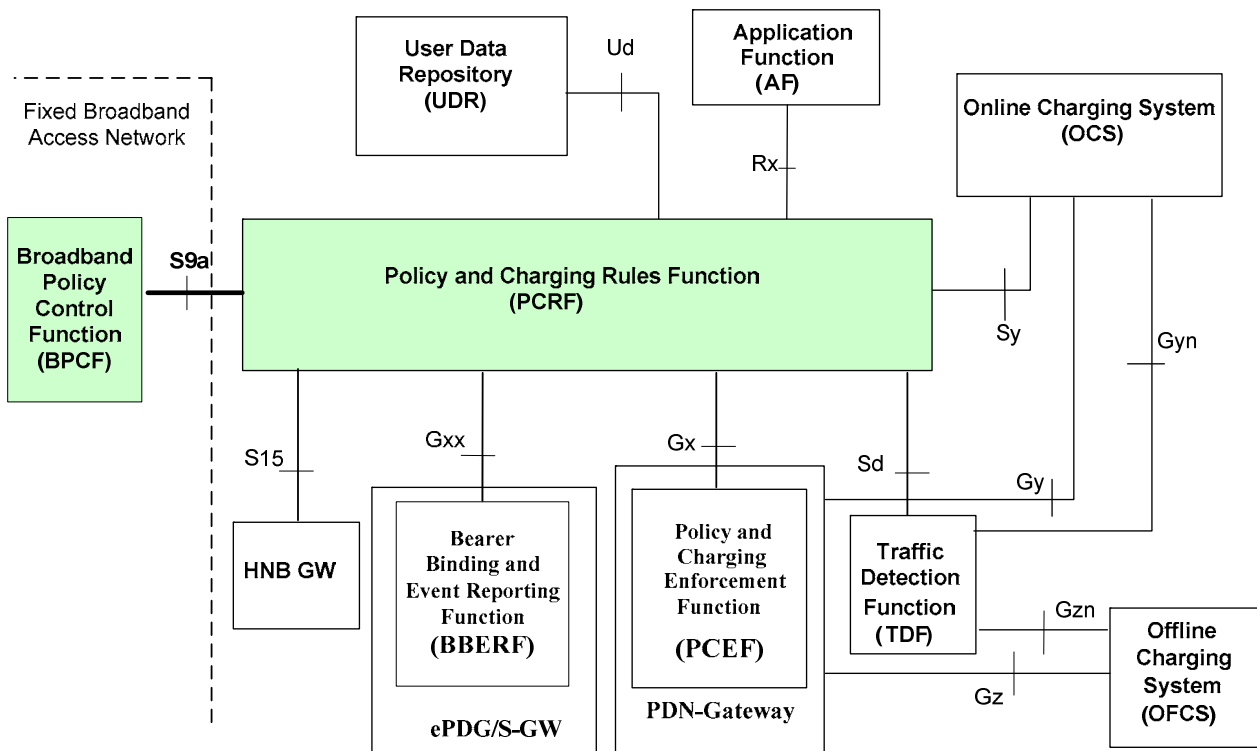 User Data
Repository
(UDR)
Ud
Application
Function
(AF)
Online Charging System
(OCS)
Fixed Broadband
Access Network
Rx
Broadband
Policy
Control
Function
(BPCF)
S9a
Policy and Charging Rules Function
(PCRF)
Sy
Gyn
S15
Gxx
Gx
Sd
Gy
HNB GW
Bearer
Binding and
Event Reporting
Function
(BBERF)
ePDG/S-GW
Policy and
Charging
Enforcement
Function
(PCEF)
PDN-Gateway
Traffic
Detection
Function
(TDF)
Gzn
Gz
Offline
Charging
System
(OFCS)